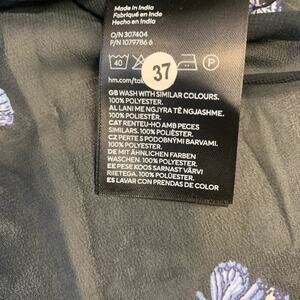 Made in India
Fabriqué en Inde
Hecho en India
O/N 307404
P/N 1079786 6
40
37
P
hm.com/
GB WASH WITH SIMILAR COLOURS.
100% POLYESTER.
AL LANI ME NGJYRA TË NGJASHME.
100% POLIESTËR.
CAT RENTEU-HO AMB PECES
SIMILARS. 100% POLIÈSTER.
CZ PERTE S PODOBNÝMI BARVAMI.
100% POLYESTER.
DE MIT ÄHNLICHEN FARBEN
WASCHEN. 100% POLYESTER.
EE PESE KOOS SARNAST VÄRVI
RIIETEGA. 100% POLÜESTER.
ES LAVAR CON PRENDAS DE COLOR